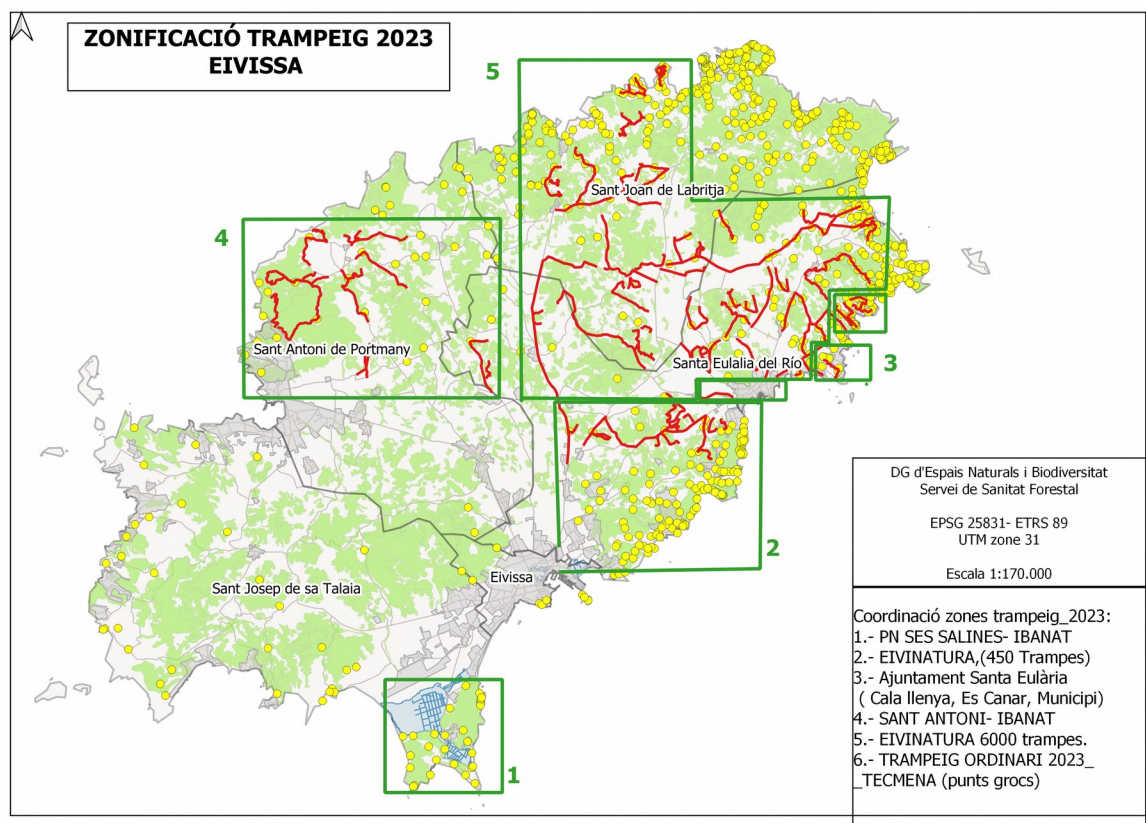 ZONIFICACIÓ TRAMPEIG 2023
EIVISSA
5
Sant Joan de Labritja
4
Sant Antoni de Portmany
Santa Eulalia del Río
3
2
Eivissa
Sant Josep de sa Talaia
1
DG d'Espais Naturals i Biodiversitat
Servei de Sanitat Forestal
EPSG 25831- ETRS 89
UTM zone 31
Escala 1:170.000
Coordinació zones trampeig_2023:
1.- PN SES SALINES- IBANAT
2.- EIVINATURA,(450 Trampes)
3.- Ajuntament Santa Eulària
( Cala llenya, Es Canar, Municipi)
4.- SANT ANTONI- IBANAT
5.- EIVINATURA 6000 trampes.
6.- TRAMPEIG ORDINARI 2023_
_TECMENA (punts grocs)